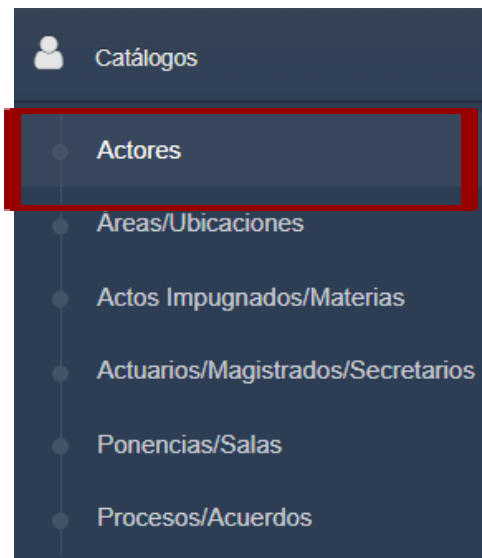 Catálogos
Actores
Áreas/Ubicaciones
Actos Impugnados/Materias
Actuarios/Magistrados/Secretarios
Ponencias/Salas
Procesos/Acuerdos